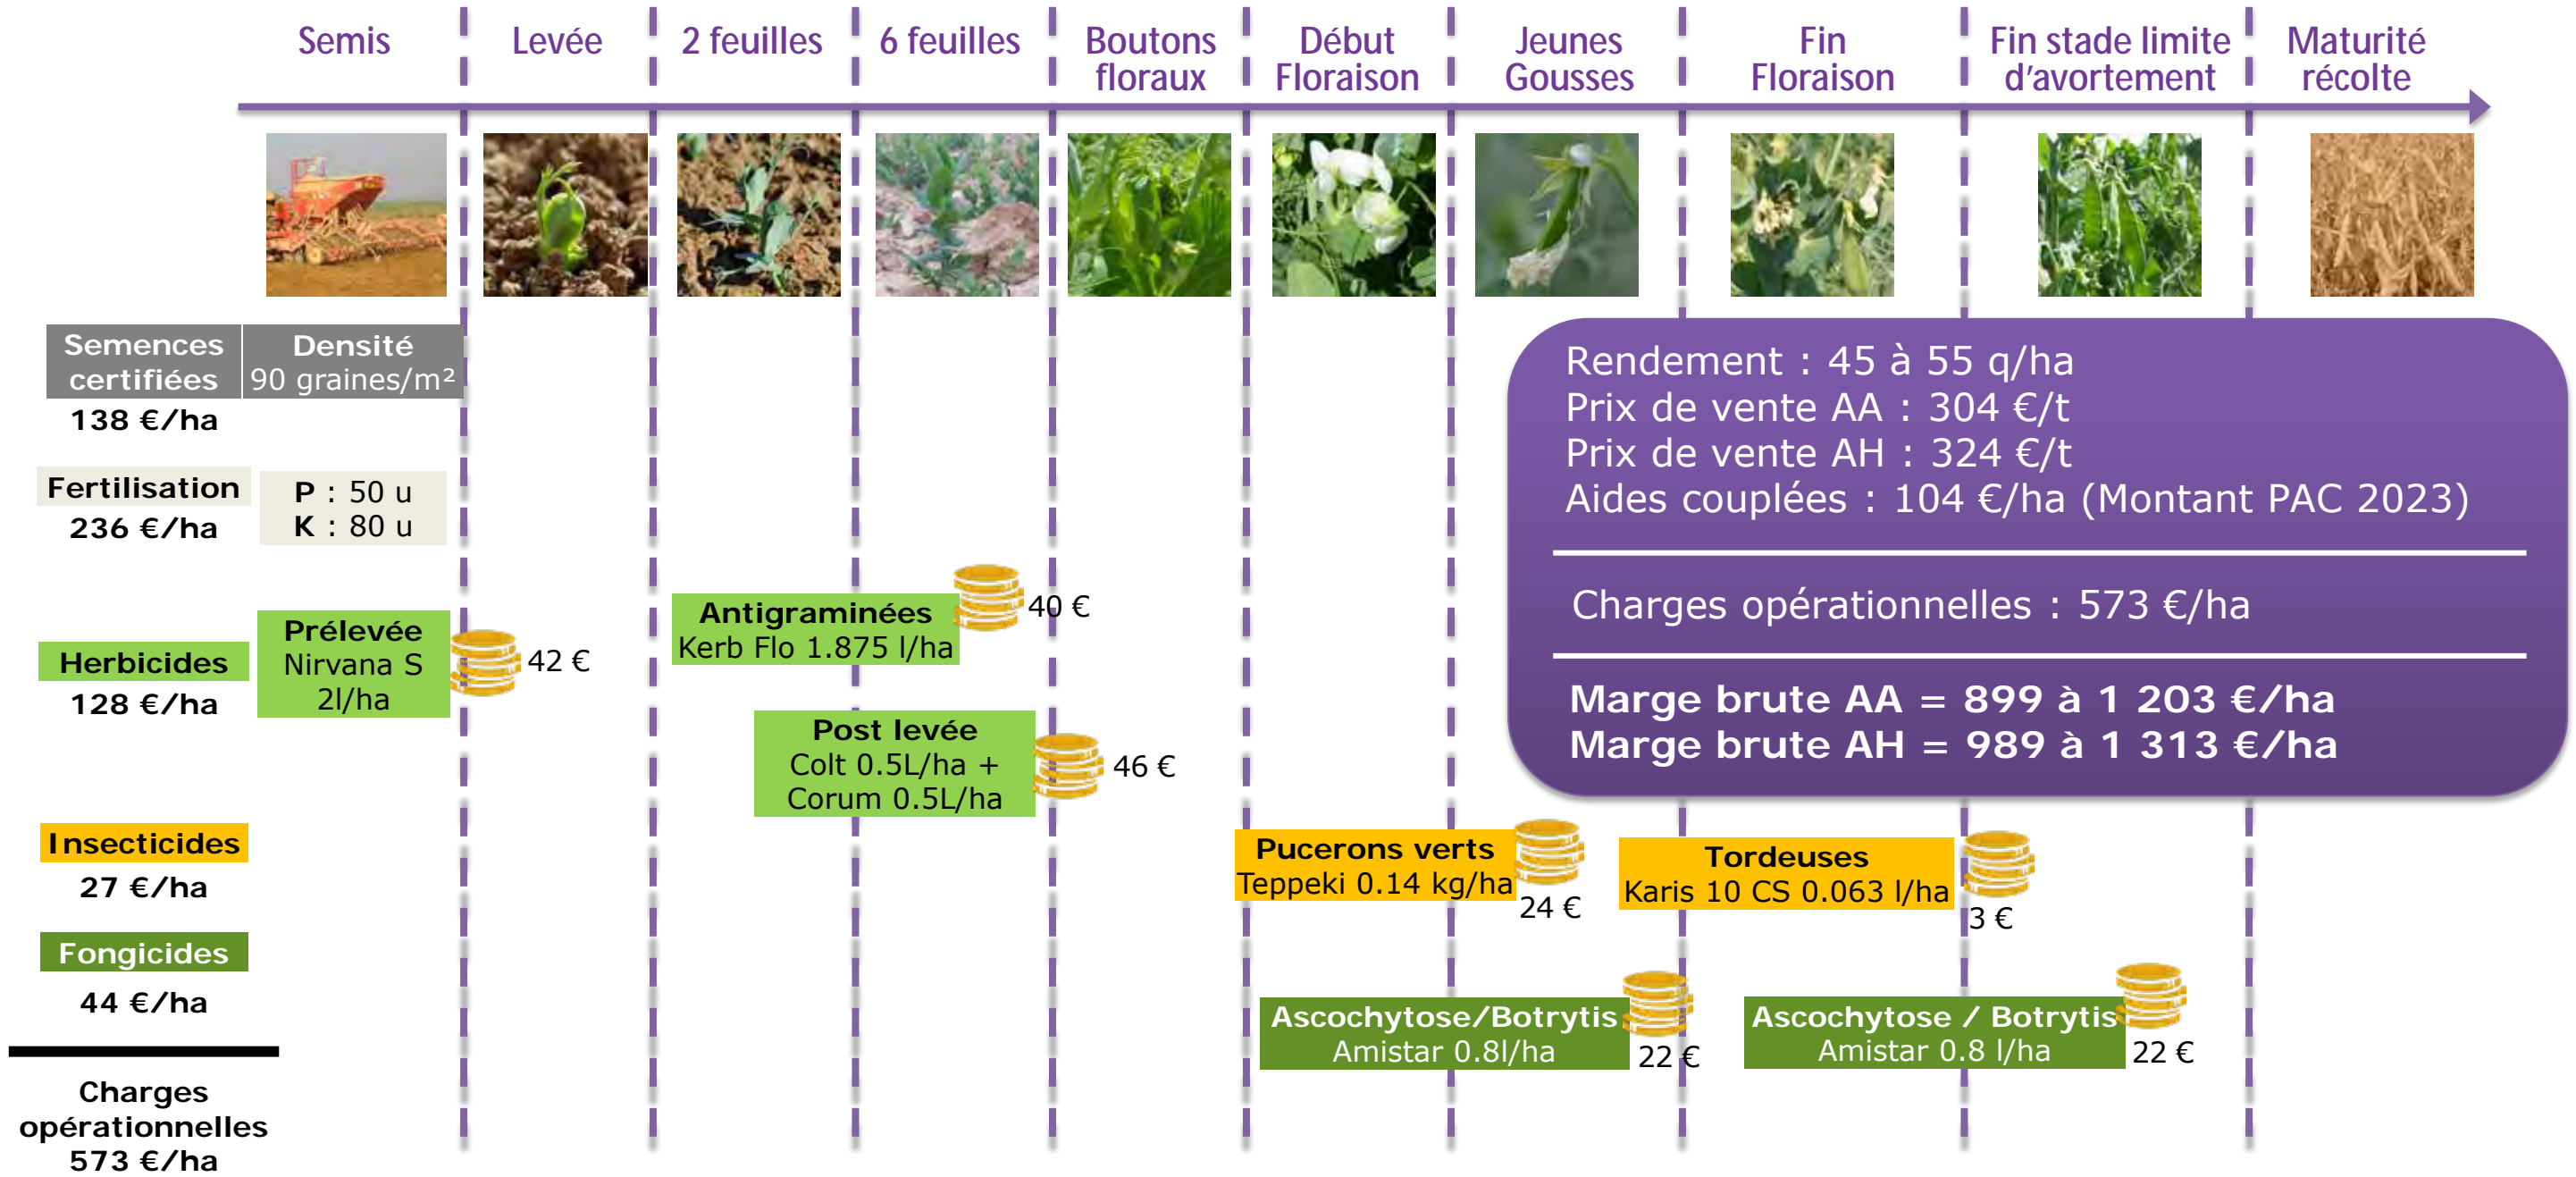 Semis
Levée
2 feuilles
6 feuilles
Boutons
floraux
Début
Floraison
Jeunes
Gousses
Fin
Floraison
Fin stade limite
d'avortement
Maturité
récolte
Semences
certifiées
138 €/ha
Densité
90 graines/m²
Rendement : 45 à 55 q/ha
Prix de vente AA : 304 €/t
Prix de vente AH : 324 €/t
Aides couplées : 104 €/ha (Montant PAC 2023)
Charges opérationnelles : 573 €/ha
Marge brute AA = 899 à 1 203 €/ha
Marge brute AH = 989 à 1 313 €/ha
Fertilisation
236 €/ha
P : 50 u
K : 80 u
Herbicides
128 €/ha
Prélevée
Nirvana S
2l/ha
42 €
Antigraminées
Kerb Flo 1.875 l/ha
40 €
Post levée
Colt 0.5L/ha +
Corum 0.5L/ha
46 €
Insecticides
27 €/ha
Pucerons verts
Teppeki 0.14 kg/ha
24 €
Tordeuses
Karis 10 CS 0.063 l/ha
3 €
Fongicides
44 €/ha
Ascochytose/Botrytis
Amistar 0.8l/ha
22 €
Ascochytose / Botrytis
Amistar 0.8 l/ha
22 €
Charges
opérationnelles
573 €/ha